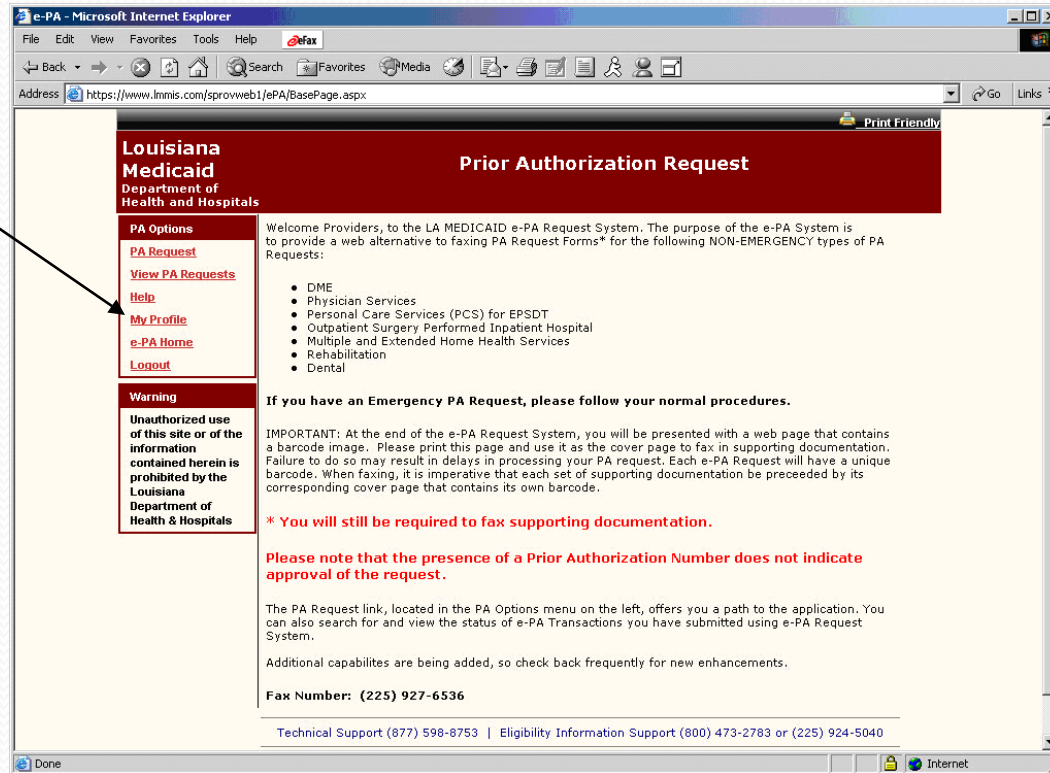 e-PA - Microsoft Internet Explorer
File Edit View Favorites Tools Help eFax
Back Search Favorites Media
Address https://www.lmmis.com/sprovweb1/ePA/BasePage.aspx Go Links
Print Friendly
Louisiana
Medicaid
Department of
Health and Hospitals
Prior Authorization Request
PA Options
PA Request
View PA Requests
Help
My Profile
e-PA Home
Logout
Warning
Unauthorized use
of this site or of the
information
contained herein is
prohibited by the
Louisiana
Department of
Health & Hospitals
Welcome Providers, to the LA MEDICAID e-PA Request System. The purpose of the e-PA System is
to provide a web alternative to faxing PA Request Forms* for the following NON-EMERGENCY types of PA
Requests:
• DME
• Physician Services
• Personal Care Services (PCS) for EPSDT
• Outpatient Surgery Performed Inpatient Hospital
• Multiple and Extended Home Health Services
• Rehabilitation
• Dental
If you have an Emergency PA Request, please follow your normal procedures.
IMPORTANT: At the end of the e-PA Request System, you will be presented with a web page that contains
a barcode image. Please print this page and use it as the cover page to fax in supporting documentation.
Failure to do so may result in delays in processing your PA request. Each e-PA Request will have a unique
barcode. When faxing, it is imperative that each set of supporting documentation be preceeded by its
corresponding cover page that contains its own barcode.
* You will still be required to fax supporting documentation.
Please note that the presence of a Prior Authorization Number does not indicate
approval of the request.
The PA Request link, located in the PA Options menu on the left, offers you a path to the application. You
can also search for and view the status of e-PA Transactions you have submitted using e-PA Request
System.
Additional capabilites are being added, so check back frequently for new enhancements.
Fax Number: (225) 927-6536
Technical Support (877) 598-8753 | Eligibility Information Support (800) 473-2783 or (225) 924-5040
Done Internet